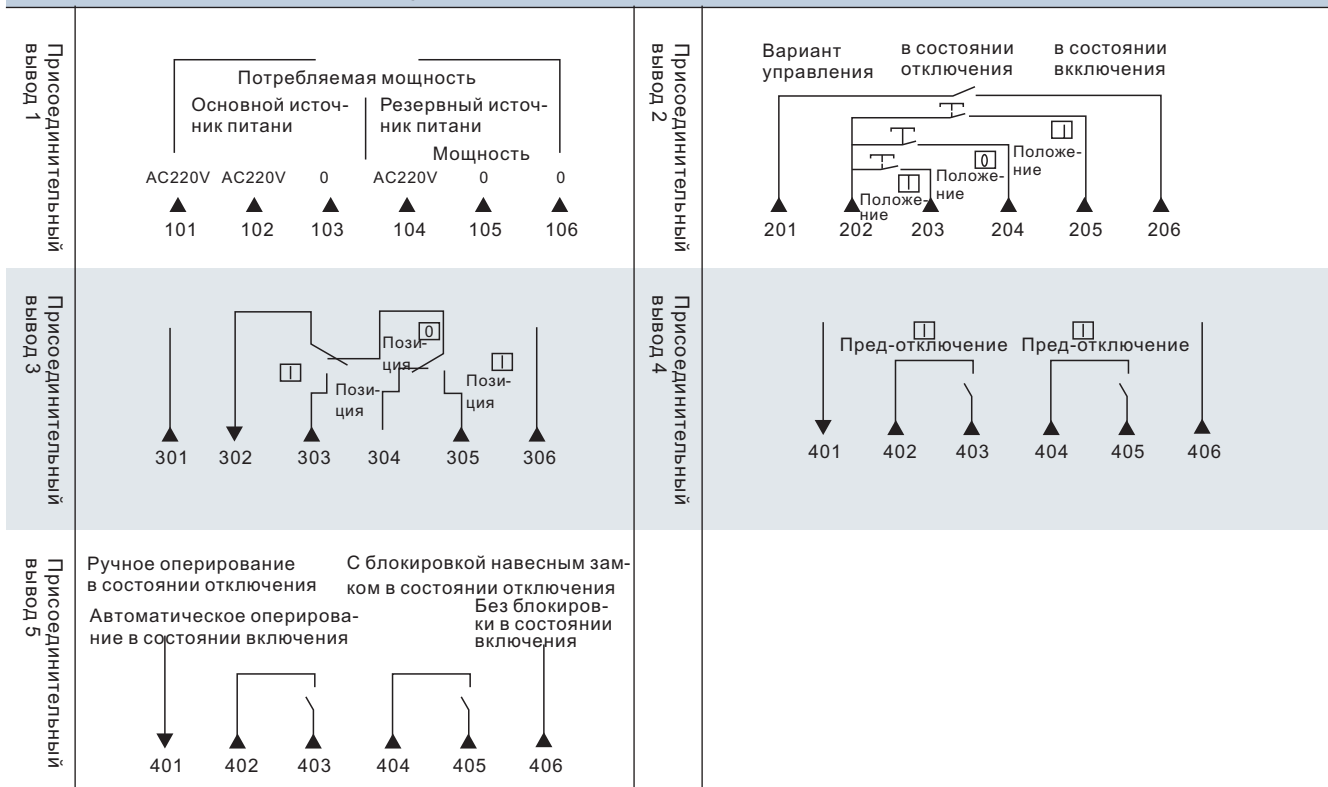 Присоединительный
вывод 1
Потребляемая мощность
Основной источ-
ник питани
Резервный источ-
ник питани
Мощность
AC220V AC220V 0 AC220V 0 0
101 102 103 104 105 106
Присоединительный
вывод 2
Вариант
управления
в состоянии
отключения
в состоянии
вкключения
Положе-
ние
Положе-
ние
Положе-
ние
201 202 203 204 205 206
Присоединительный
вывод 3
0
Пози-
ция
Пози-
ция
Пози-
ция
301 302 303 304 305 306
Присоединительный
вывод 4
Пред-отключение Пред-отключение
401 402 403 404 405 406
Присоединительный
вывод 5
Ручное оперирование
в состоянии отключения
Автоматическое оперирова-
ние в состоянии включения
С блокировкой навесным зам-
ком в состоянии отключения
Без блокиров-
ки в состоянии
включения
401 402 403 404 405 406